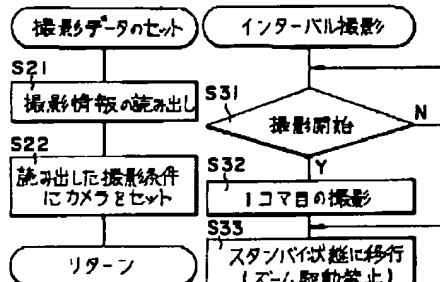 撮影データのセット
S21
撮影情報の読み出し
S22
読み出した撮影条件
にカメラをセット
リターン
インターバル撮影
S31
撮影開始
N
Y
S32
1コマ目の撮影
S33
スタンバイ状態に移行
(ズーム駆動禁止)